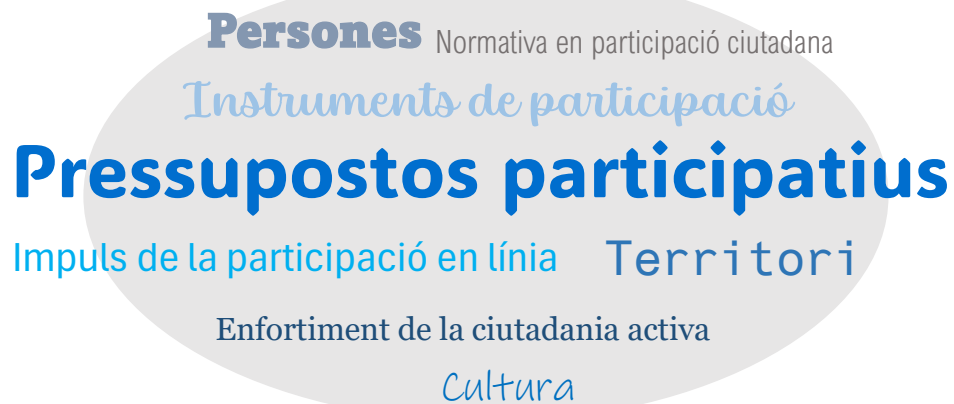 Persones Normativa en participació ciutadana
Instruments de participació
Pressupostos participatius
Impuls de la participació en línia Territori
Enfortiment de la ciutadania activa
Cultura